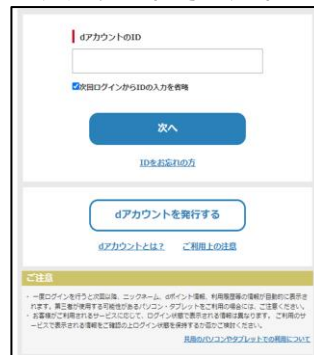 dアカウントのID
次回ログインからIDの入力を省略
次へ
IDをお忘れの方
dアカウントを発行する
dアカウントとは? ご利用上の注意
ご注意
・一度ログインを行うと次回以降、ニックネーム、dポイント情報、利用履歴等の情報が自動的に表示さ
れます。第三者が使用する可能性があるパソコン・タブレットをご利用の場合には、ご注意ください。
・お客様がご利用されるサービスに応じて、ログイン状態で表示される情報は異なります。ご利用のサ
ービスで表示される情報をご確認の上ログイン状態を保持するか否かご検討ください。
共用のパソコンやタブレットでの利用について